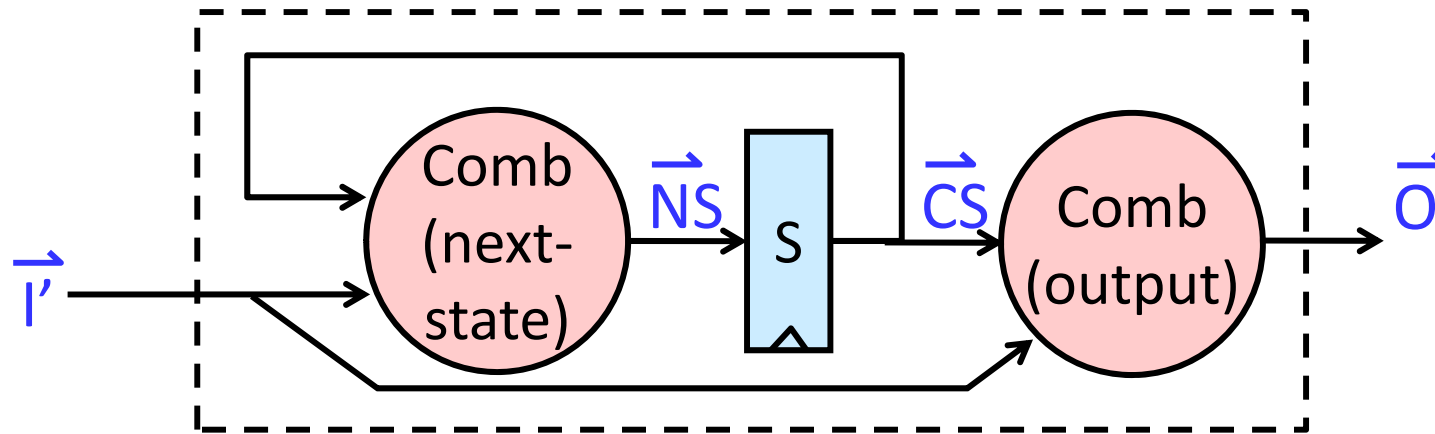 Comb
(next-
state)
NS
S
CS
Comb
(output)
I'
O